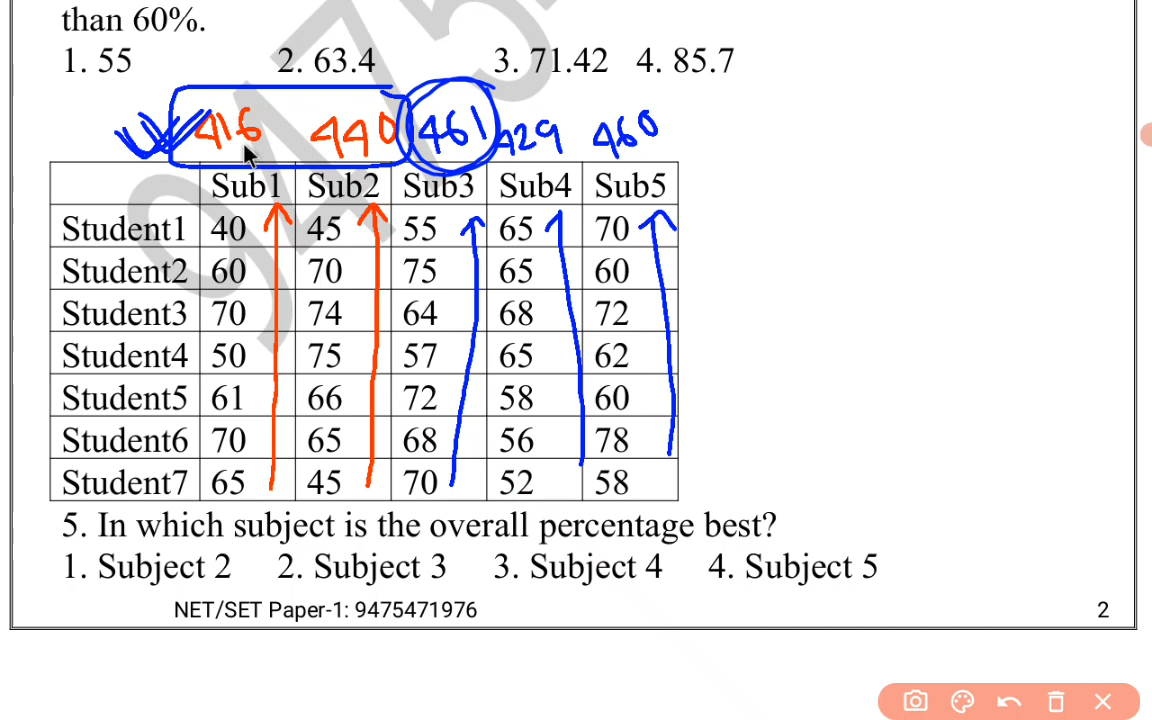 than 60%.
1. 55 2. 63.4 3. 71.42 4. 85.7
416 440 461 429 460
Sub1 Sub2 Sub3 Sub4 Sub5
Student1 40 45 55 65 70
Student2 60 70 75 65 60
Student3 70 74 64 68 72
Student4 50 75 57 65 62
Student5 61 66 72 58 60
Student6 70 65 68 56 78
Student7 65 45 70 52 58
5. In which subject is the overall percentage best?
1. Subject 2 2. Subject 3 3. Subject 4 4. Subject 5
NET/SET Paper-1: 9475471976 2